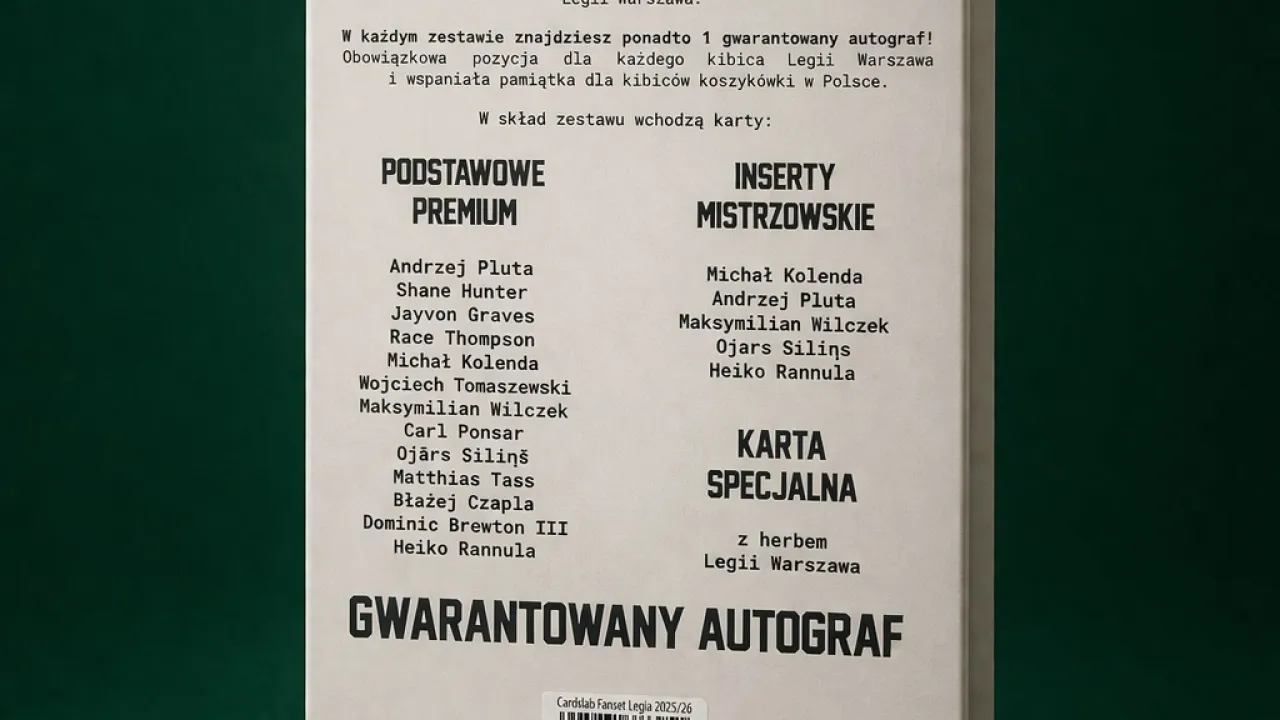 Legii Warszawa.
W każdym zestawie znajdziesz ponadto 1 gwarantowany autograf!
Obowiązkowa pozycja dla każdego kibica Legii Warszawa
i wspaniała pamiątka dla kibiców koszykówki w Polsce.
W skład zestawu wchodzą karty:
PODSTAWOWE
PREMIUM
Andrzej Pluta
Shane Hunter
Jayvon Graves
Race Thompson
Michał Kolenda
Wojciech Tomaszewski
Maksymilian Wilczek
Carl Ponsar
Ojārs Siliņš
Matthias Tass
Błażej Czapla
Dominic Brewton III
Heiko Rannula
INSERTY
MISTRZOWSKIE
Michał Kolenda
Andrzej Pluta
Maksymilian Wilczek
Ojars Siliņs
Heiko Rannula
KARTA
SPECJALNA
z herbem
Legii Warszawa
GWARANTOWANY AUTOGRAF
Cardslab Fanset Legia 2025/26